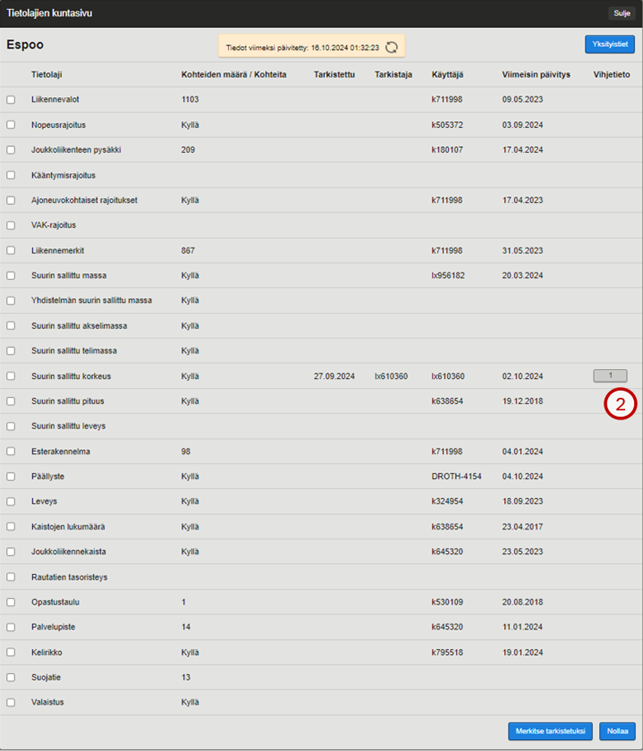 Tietolajien kuntasivu Sulje
Espoo Tiedot viimeksi päivitetty: 16.10.2024 01:32:23 Yksityistiet
Tietolaji Kohteiden määrä / Kohteita Tarkistettu Tarkistaja Käyttäjä Viimeisin päivitys Vihjetieto
Liikennevalot 1103 k711998 09.05.2023
Nopeusrajoitus Kyllä k505372 03.09.2024
Joukkoliikenteen pysäkki 209 k180107 17.04.2024
Kääntymisrajoitus
Ajoneuvokohtaiset rajoitukset Kyllä k711998 17.04.2023
VAK-rajoitus
Liikennemerkit 867 k711998 31.05.2023
Suurin sallittu massa Kyllä lx956182 20.03.2024
Yhdistelmän suurin sallittu massa Kyllä
Suurin sallittu akselimassa Kyllä
Suurin sallittu telimassa Kyllä
Suurin sallittu korkeus Kyllä 27.09.2024 lx610360 lx610360 02.10.2024 1
Suurin sallittu pituus Kyllä k638654 19.12.2018 2
Suurin sallittu leveys
Esterakennelma 98 k711998 04.01.2024
Päällyste Kyllä DROTH-4154 04.10.2024
Leveys Kyllä k324954 18.09.2023
Kaistojen lukumäärä Kyllä k638654 23.04.2017
Joukkoliikennekaista Kyllä k645320 23.05.2023
Rautatien tasoristeys
Opastustaulu 1 k530109 20.08.2018
Palvelupiste 14 k645320 11.01.2024
Kelirikko Kyllä k795518 19.01.2024
Suojatie 13
Valaistus Kyllä
Merkitse tarkistetuksi Nollaa